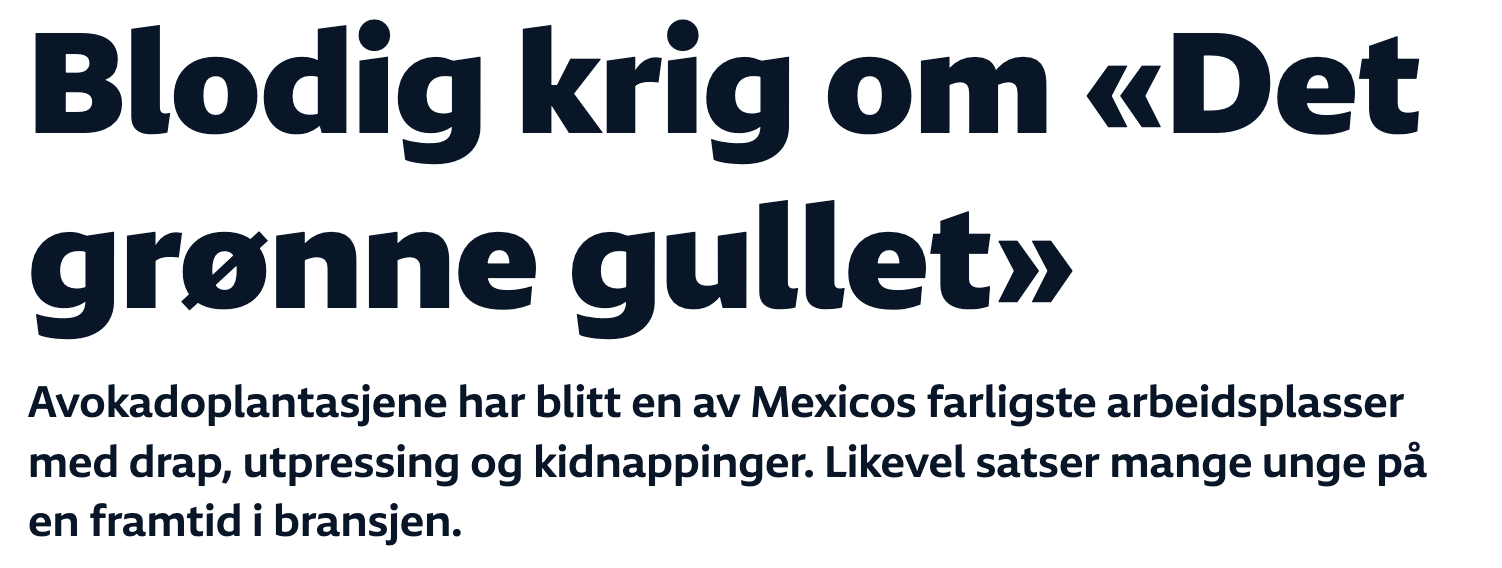 Blodig krig om «Det
grønne gullet»
Avokadoplantasjene har blitt en av Mexicos farligste arbeidsplasser
med drap, utpressing og kidnappinger. Likevel satser mange unge på
en framtid i bransjen.